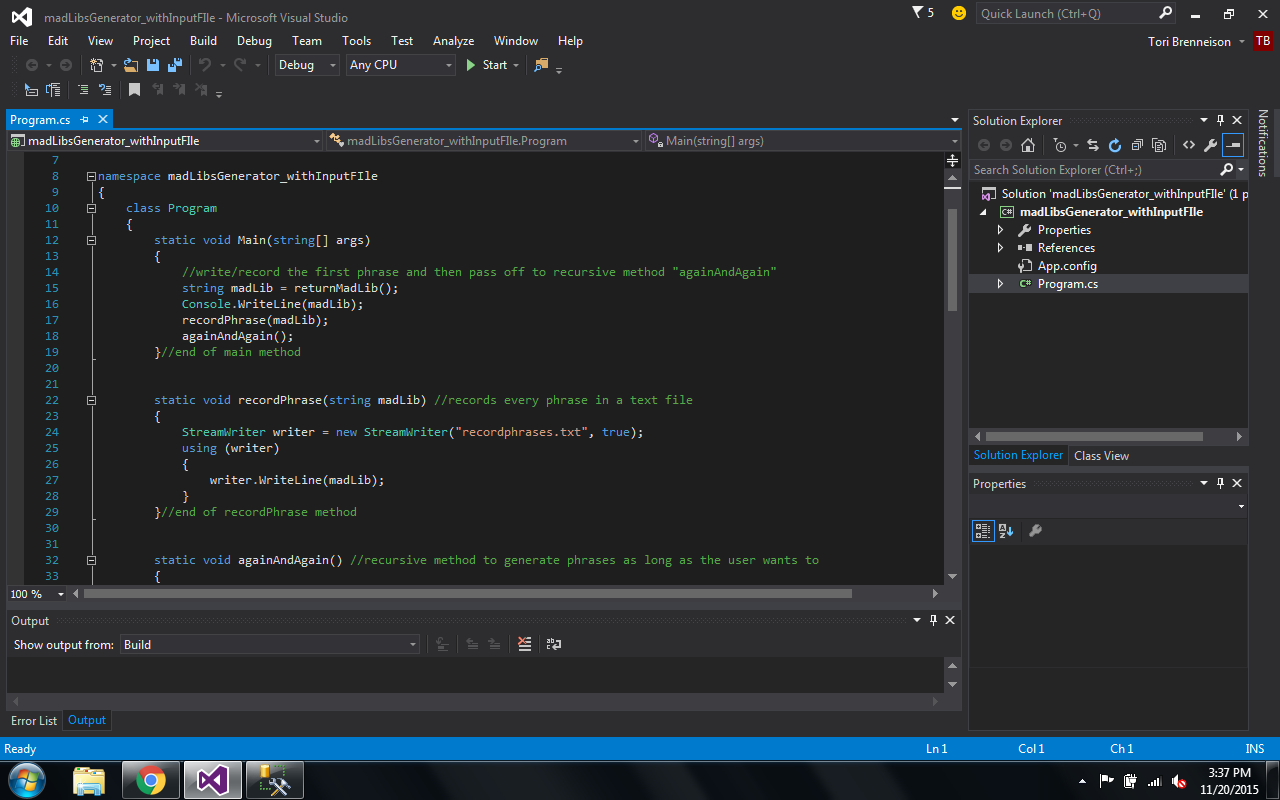 madLibsGenerator_withInputFIle - Microsoft Visual Studio
5
Quick Launch (Ctrl+Q)
File Edit View Project Build Debug Team Tools Test Analyze Window Help
Tori Brenneison TB
Debug Any CPU Start
Program.cs
madLibsGenerator_withInputFIle madLibsGenerator_withInputFIle.Program Main(string[] args)
7
8 namespace madLibsGenerator_withInputFIle
9 {
10 class Program
11 {
12 static void Main(string[] args)
13 {
14 //write/record the first phrase and then pass off to recursive method "againAndAgain"
15 string madLib = returnMadLib();
16 Console.WriteLine(madLib);
17 recordPhrase(madLib);
18 againAndAgain();
19 }//end of main method
20
21
22 static void recordPhrase(string madLib) //records every phrase in a text file
23 {
24 StreamWriter writer = new StreamWriter("recordphrases.txt", true);
25 using (writer)
26 {
27 writer.WriteLine(madLib);
28 }
29 }//end of recordPhrase method
30
31
32 static void againAndAgain() //recursive method to generate phrases as long as the user wants to
33 {
100 %
Output
Show output from: Build
Error List Output
Solution Explorer
Search Solution Explorer (Ctrl+;)
Solution 'madLibsGenerator_withInputFIle' (1 p
C# madLibsGenerator_withInputFIle
Properties
References
App.config
C# Program.cs
Solution Explorer Class View
Properties
Notifications
Ready Ln 1 Col 1 Ch 1 INS
3:37 PM
11/20/2015